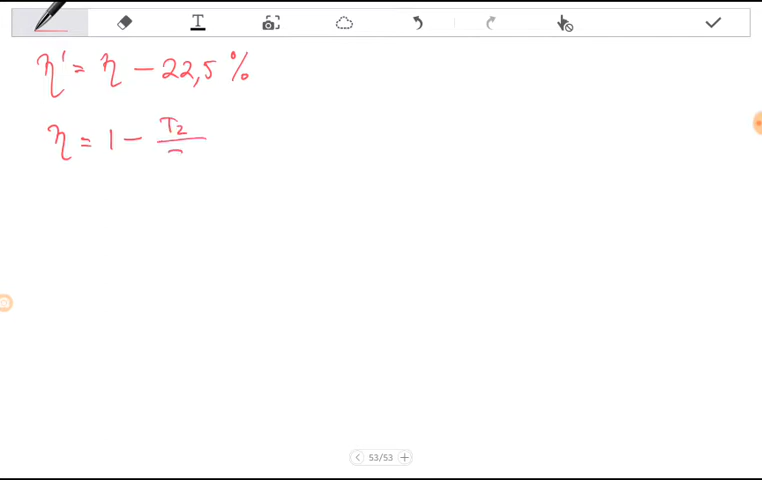 η' = η - 22,5 %
η = 1 - T₂
T
53/53